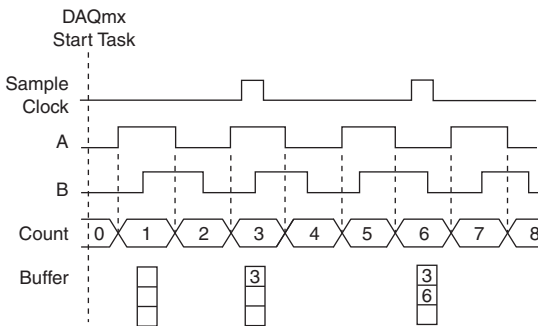 DAQmx
Start Task
Sample
Clock
A
B
Count 0 1 2 3 4 5 6 7 8
Buffer 3 3
6